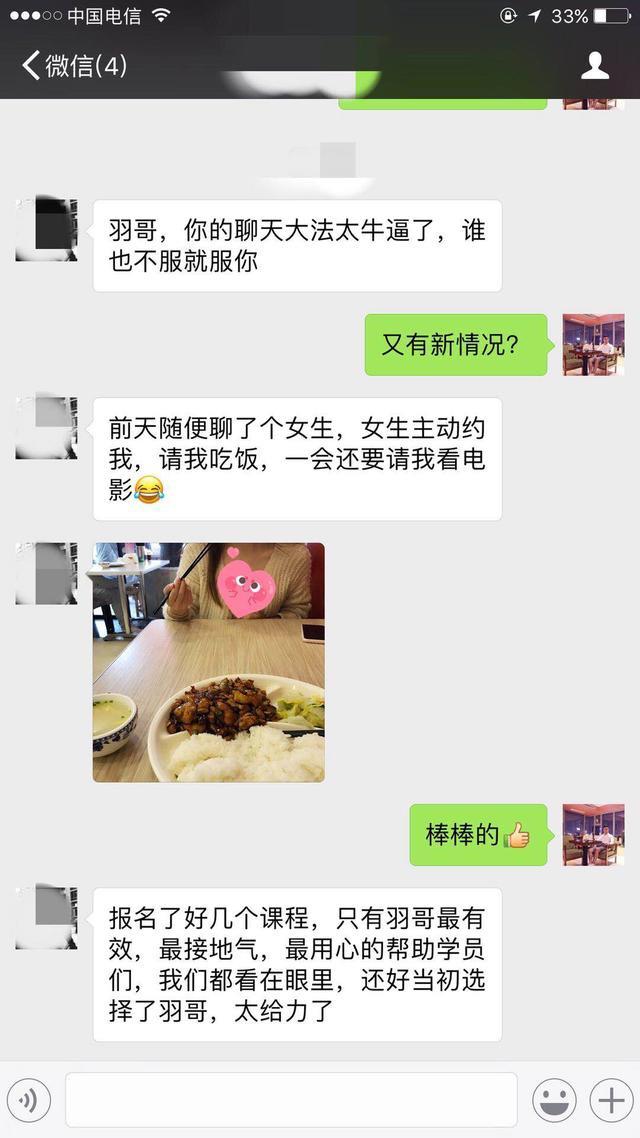 中国电信 33%
微信(4)
羽哥，你的聊天大法太牛逼了，谁
也不服就服你
又有新情况？
前天随便聊了个女生，女生主动约
我，请我吃饭，一会还要请我看电
影😂
棒棒的👍
报名了好几个课程，只有羽哥最有
效，最接地气，最用心的帮助学员
们，我们都看在眼里，还好当初选
择了羽哥，太给力了